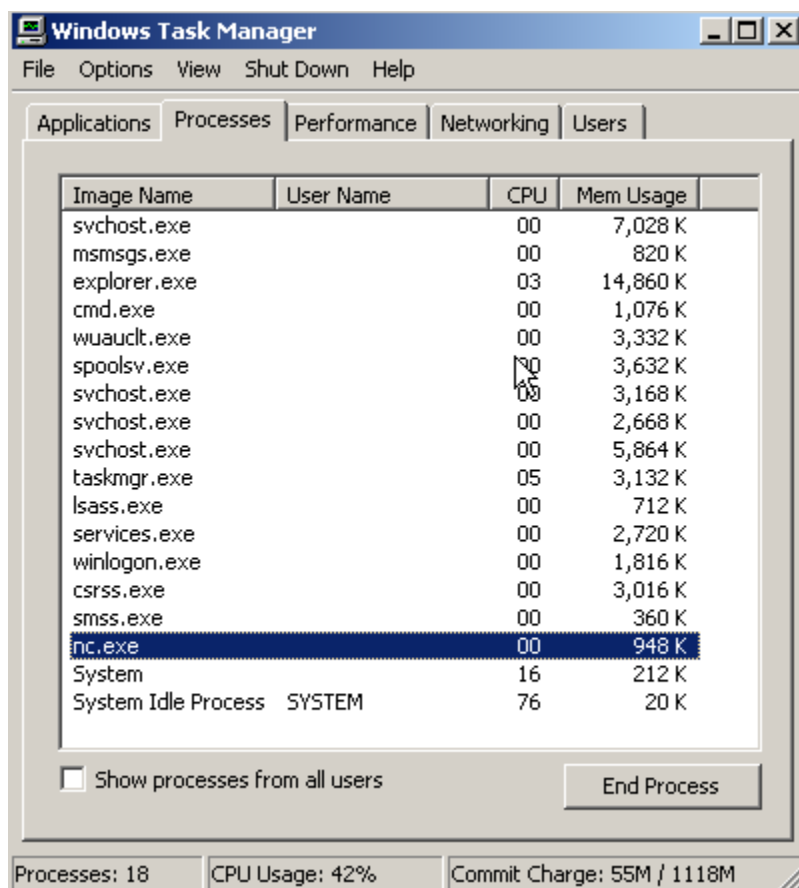 Windows Task Manager
File Options View Shut Down Help
Applications Processes Performance Networking Users
Image Name User Name CPU Mem Usage
svchost.exe 00 7,028 K
msmsgs.exe 00 820 K
explorer.exe 03 14,860 K
cmd.exe 00 1,076 K
wuauclt.exe 00 3,332 K
spoolsv.exe 3,632 K
svchost.exe 00 3,168 K
svchost.exe 00 2,668 K
svchost.exe 00 5,864 K
taskmgr.exe 05 3,132 K
lsass.exe 00 712 K
services.exe 00 2,720 K
winlogon.exe 00 1,816 K
csrss.exe 00 3,016 K
smss.exe 00 360 K
nc.exe 00 948 K
System 16 212 K
System Idle Process SYSTEM 76 20 K
Show processes from all users
End Process
Processes: 18 CPU Usage: 42% Commit Charge: 55M / 1118M